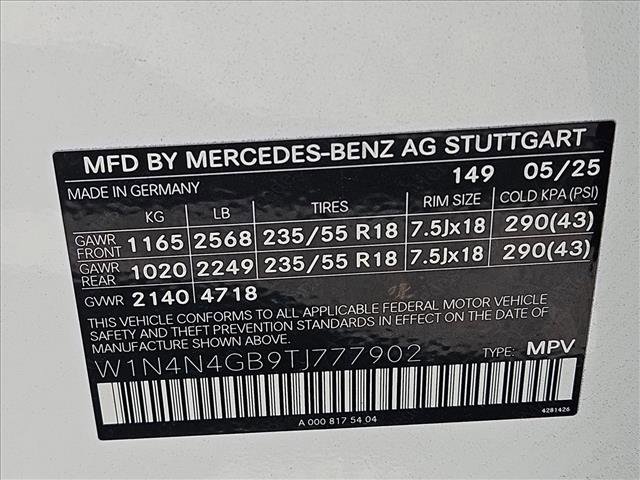 MFD BY MERCEDES-BENZ AG STUTTGART
MADE IN GERMANY 149 05/25
KG LB TIRES RIM SIZE COLD KPA (PSI)
GAWR FRONT 1165 2568 235/55 R18 7.5Jx18 290(43)
GAWR REAR 1020 2249 235/55 R18 7.5Jx18 290(43)
GVWR 2140 4718
THIS VEHICLE CONFORMS TO ALL APPLICABLE FEDERAL MOTOR VEHICLE
SAFETY AND THEFT PREVENTION STANDARDS IN EFFECT ON THE DATE
OF MANUFACTURE SHOWN ABOVE.
W1N4N4GB9TJ777902 TYPE: MPV
A 000 817 54 04 4281426